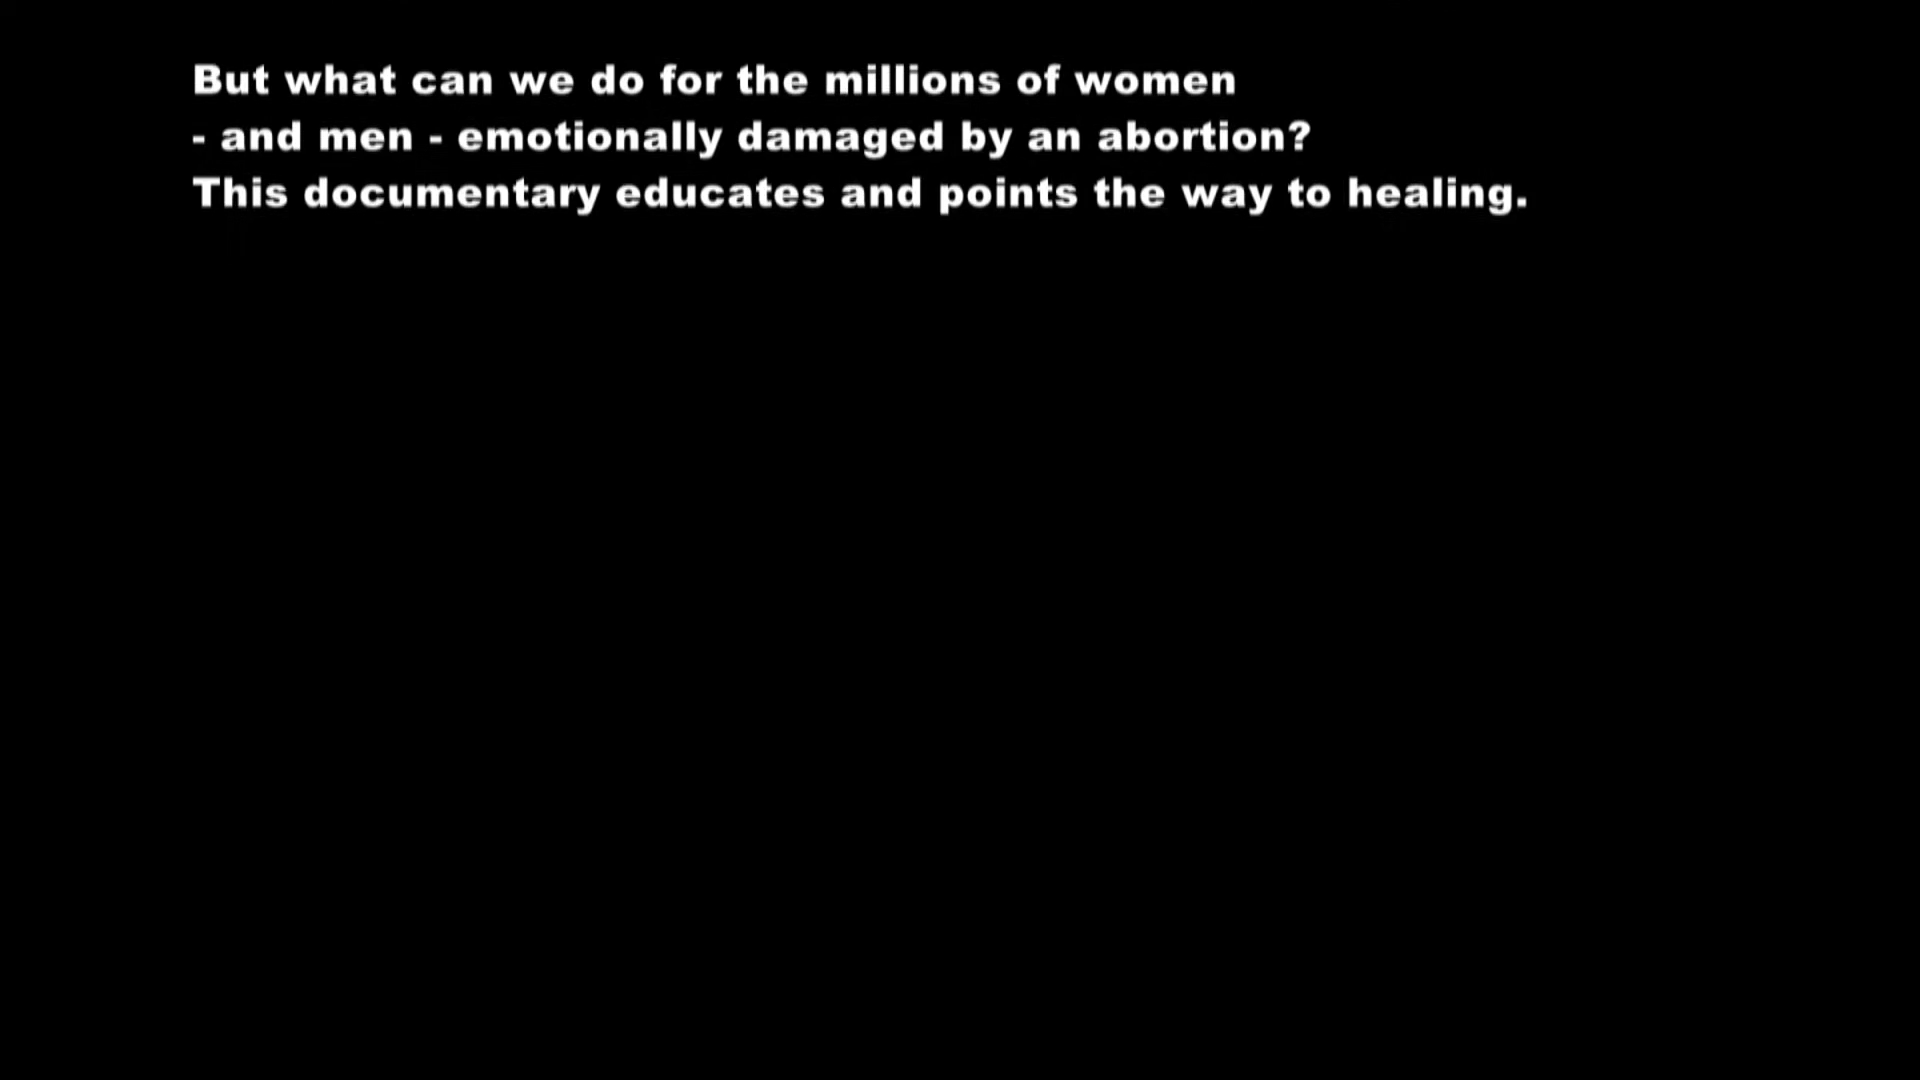 But what can we do for the millions of women
- and men - emotionally damaged by an abortion?
This documentary educates and points the way to healing.